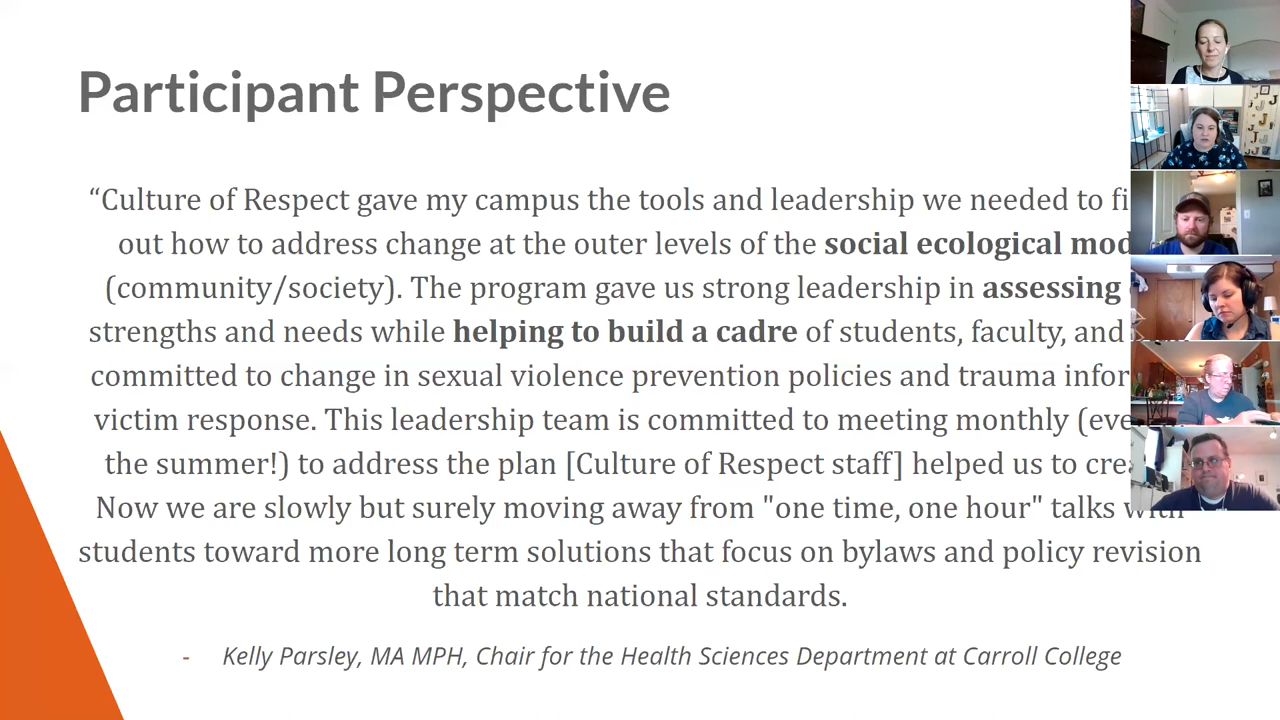 Participant Perspective
“Culture of Respect gave my campus the tools and leadership we needed to
out how to address change at the outer levels of the social ecological
(community/society). The program gave us strong leadership in assessing
strengths and needs while helping to build a cadre of students, faculty, and
committed to change in sexual violence prevention policies and trauma
victim response. This leadership team is committed to meeting monthly
the summer!) to address the plan [Culture of Respect staff] helped us to
Now we are slowly but surely moving away from "one time, one hour" talks with
students toward more long term solutions that focus on bylaws and policy revision
that match national standards.
- Kelly Parsley, MA MPH, Chair for the Health Sciences Department at Carroll College